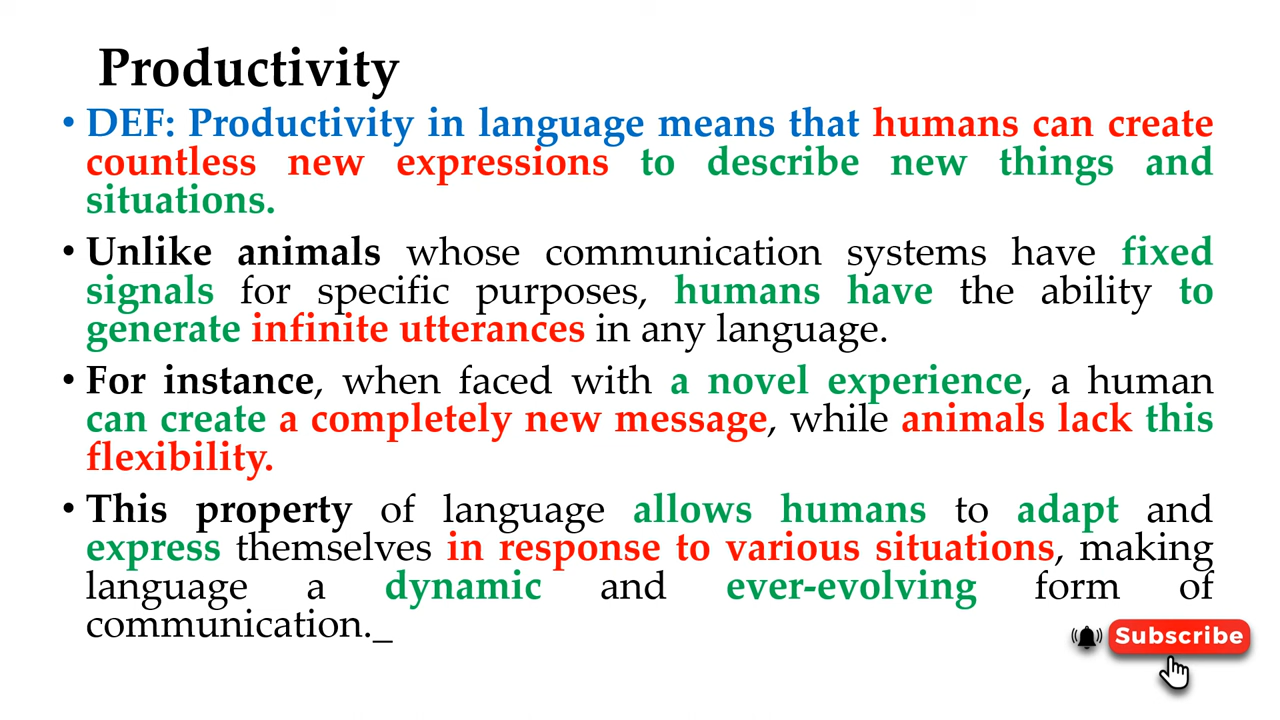 Productivity
• DEF: Productivity in language means that humans can create
countless new expressions to describe new things and
situations.
• Unlike animals whose communication systems have fixed
signals for specific purposes, humans have the ability to
generate infinite utterances in any language.
• For instance, when faced with a novel experience, a human
can create a completely new message, while animals lack this
flexibility.
• This property of language allows humans to adapt and
express themselves in response to various situations, making
language a dynamic and ever-evolving form of
communication._
Subscribe